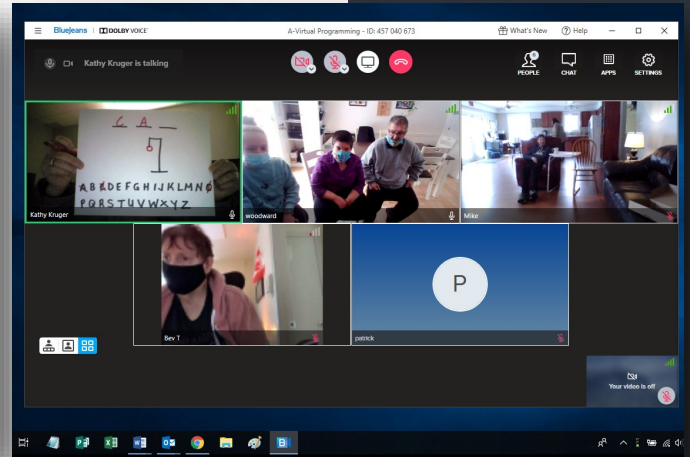 Bluejeans | DOLBY VOICE
A-Virtual Programming - ID: 457 040 673
What's New
Help
Kathy Kruger is talking
6
PEOPLE
CHAT
APPS
SETTINGS
C A _
ABCDEFGHIJKLMNO
PQRSTUVWXYZ
Kathy Kruger
woodward
Mike
P
Bev T
patrick
Your video is off